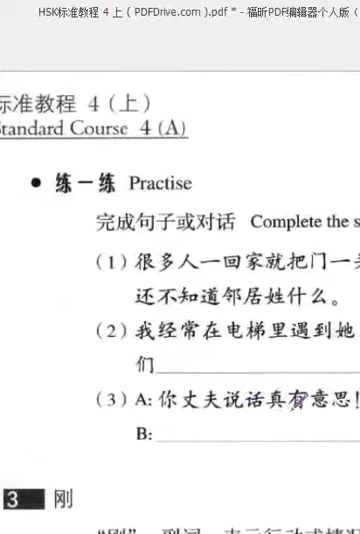 HSK标准教程 4 上 ( PDFDrive.com ).pdf * - 福昕PDF编辑器个人版 (
标准教程 4（上）
Standard Course 4 (A)
● 练一练 Practise
完成句子或对话 Complete the s
（1）很多人一回家就把门一
还不知道邻居姓什么。
（2）我经常在电梯里遇到她
们
（3）A: 你丈夫说话真有意思！
B:
3 刚